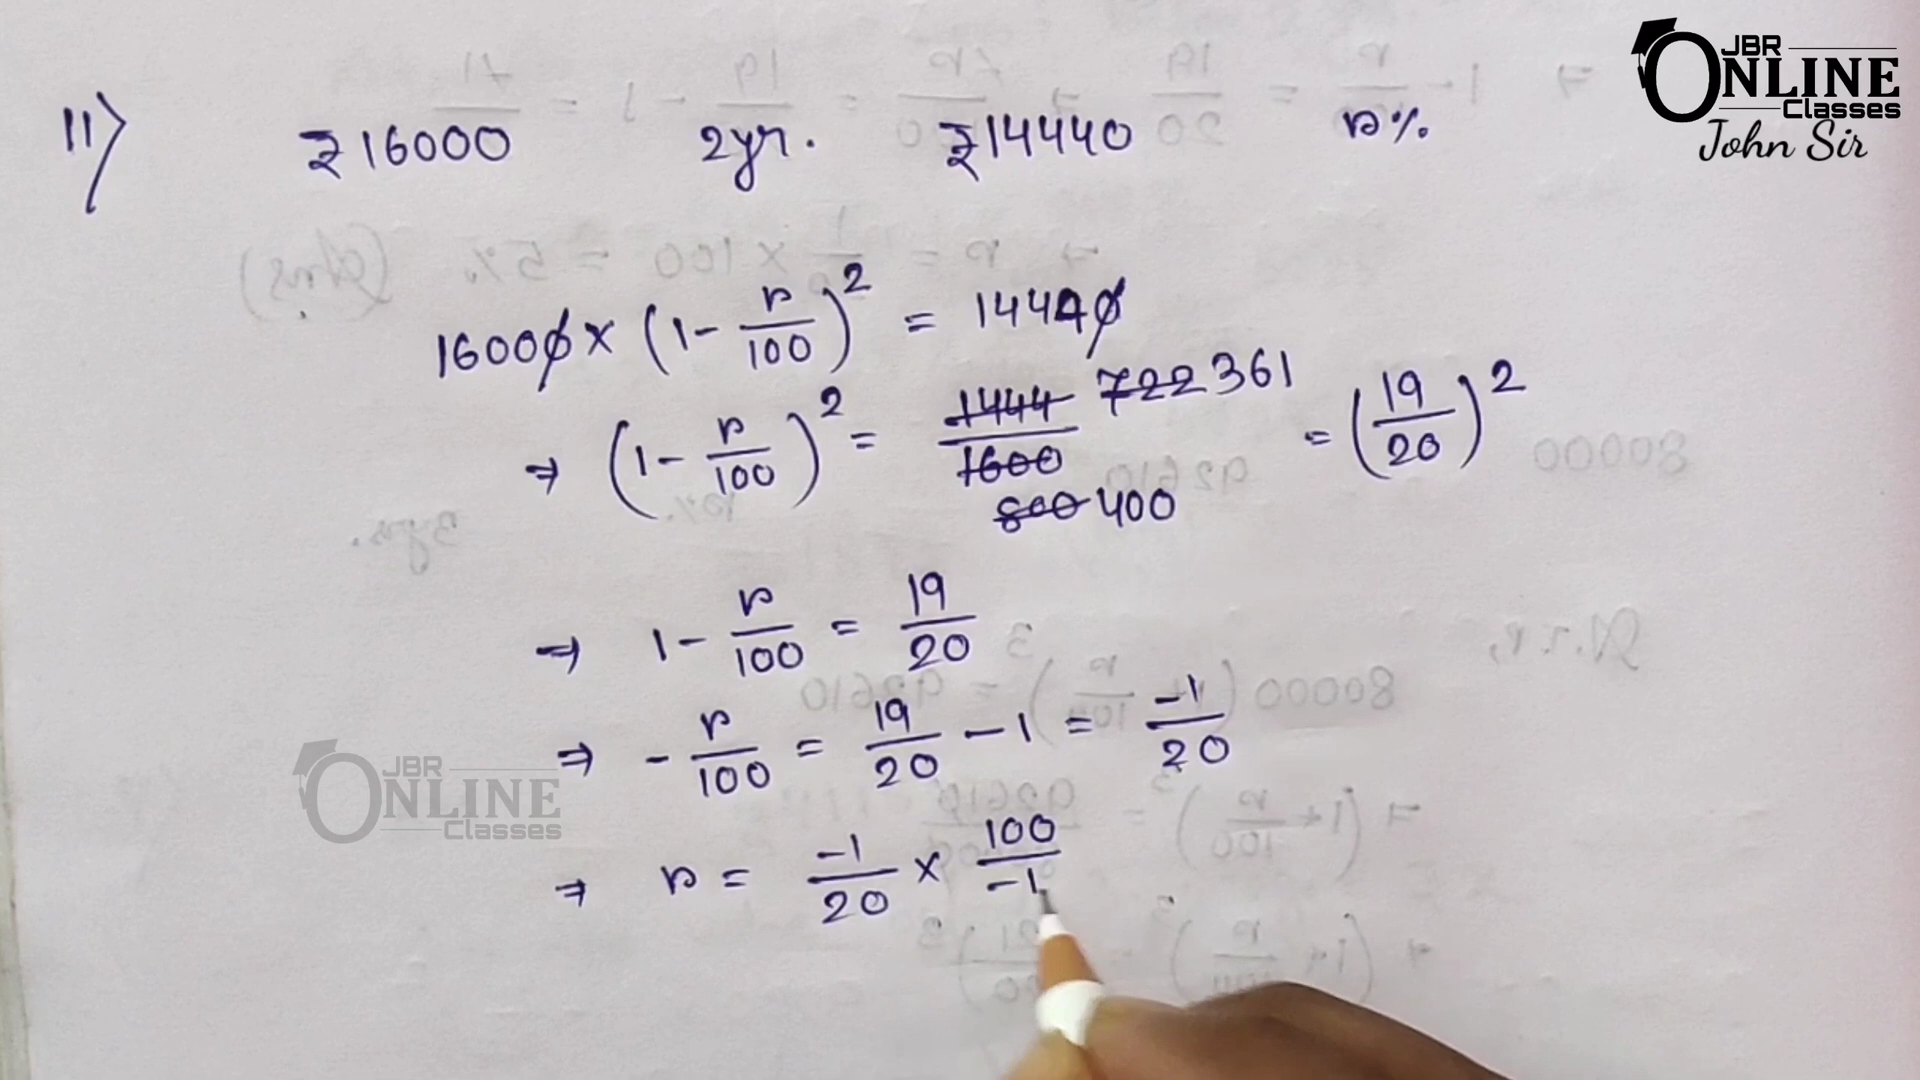 JBR
ONLINE
Classes
John Sir
11) ₹16000 2yr. ₹14440 r%
16000 × (1 - r/100)² = 14440
⇒ (1 - r/100)² = 1444/1600 722 361 800 400 = (19/20)²
⇒ 1 - r/100 = 19/20
⇒ - r/100 = 19/20 - 1 = -1/20
⇒ r = -1/20 × 100/-1
JBR
ONLINE
Classes